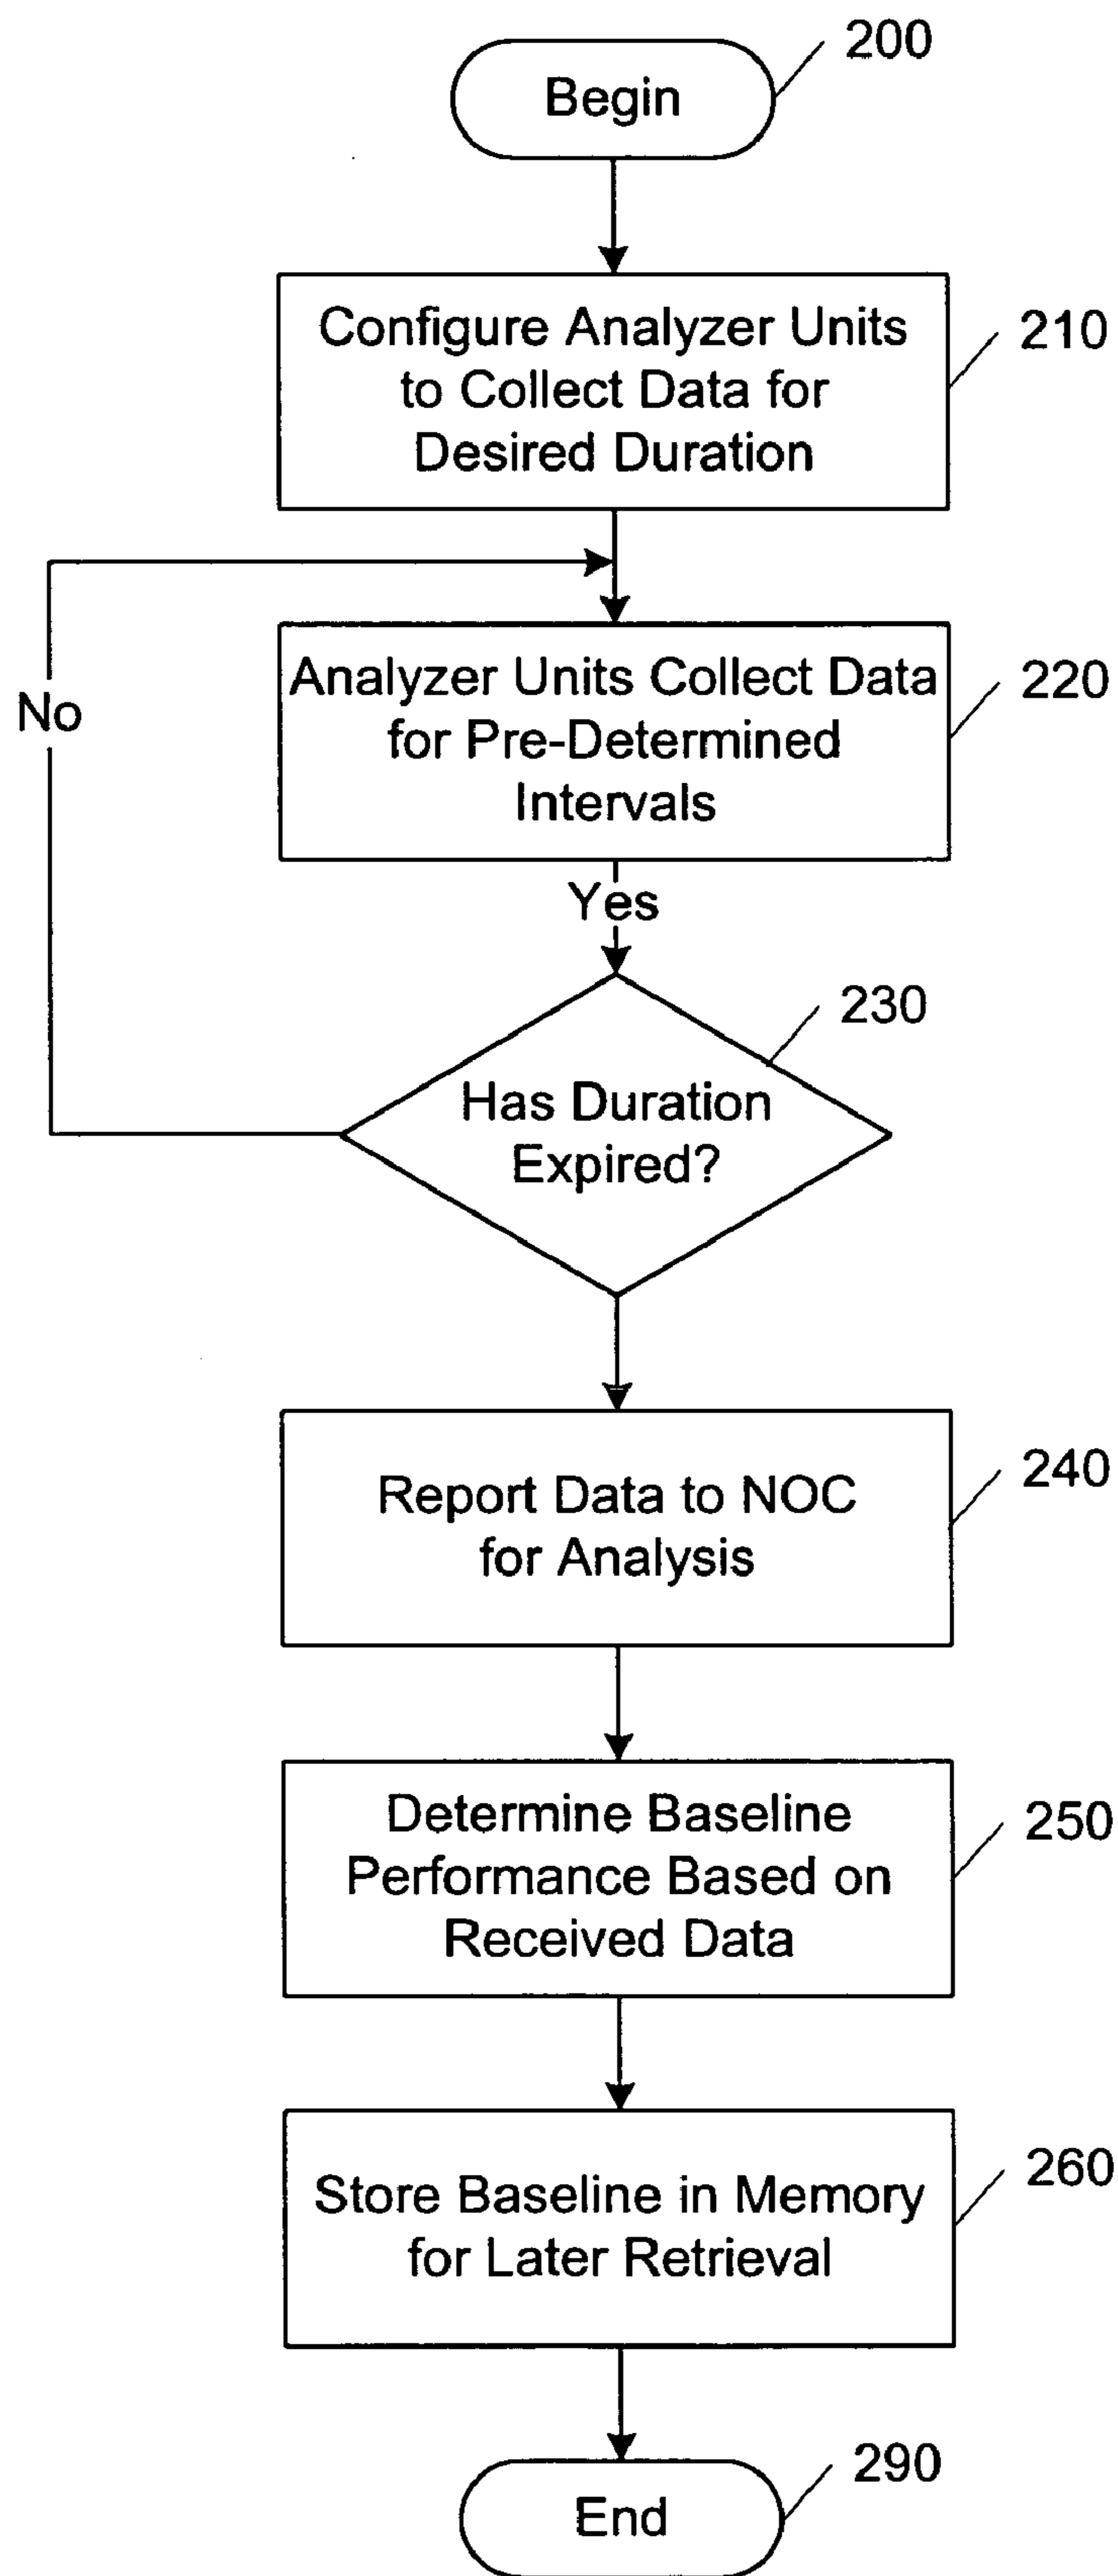 Begin
200
Configure Analyzer Units
to Collect Data for
Desired Duration
210
Analyzer Units Collect Data
for Pre-Determined
Intervals
220
No
Yes
230
Has Duration
Expired?
Report Data to NOC
for Analysis
240
Determine Baseline
Performance Based on
Received Data
250
Store Baseline in Memory
for Later Retrieval
260
End
290